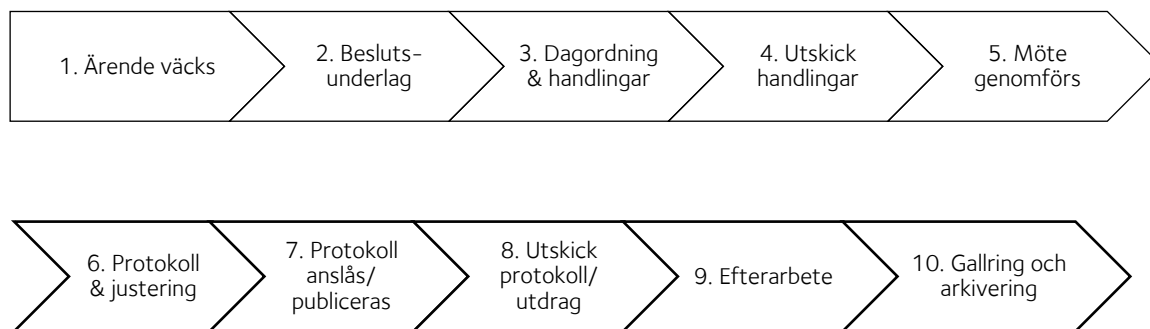 1. Ärende väcks
2. Besluts-
underlag
3. Dagordning
& handlingar
4. Utskick
handlingar
5. Möte
genomförs
6. Protokoll
& justering
7. Protokoll
anslås/
publiceras
8. Utskick
protokoll/
utdrag
9. Efterarbete
10. Gallring och
arkivering